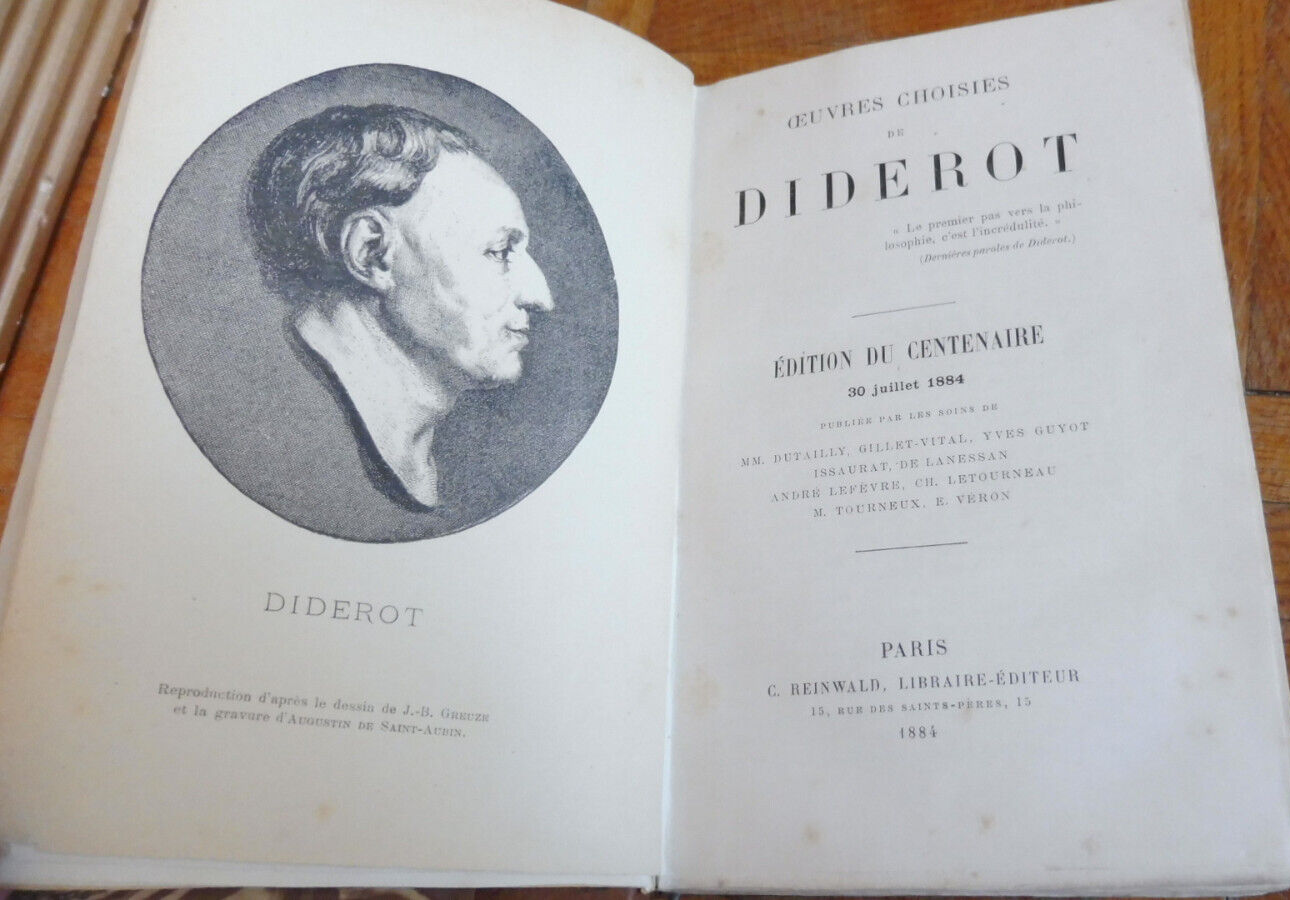 DIDEROT
Reproduction d'après le dessin de J.-B. GREUZE
et la gravure d'AUGUSTIN DE SAINT-AUBIN.
ŒUVRES CHOISIES
DE
DIDEROT
« Le premier pas vers la phi-
losophie, c'est l'incrédulité. »
(Dernières paroles de Diderot.)
ÉDITION DU CENTENAIRE
30 juillet 1884
PUBLIÉE PAR LES SOINS DE
MM. DUTAILLY, GILLET-VITAL, YVES GUYOT
ISSAURAT, DE LANESSAN
ANDRÉ LEFÈVRE, CH. LETOURNEAU
M. TOURNEUX, E. VÉRON
PARIS
C. REINWALD, LIBRAIRE-ÉDITEUR
15, RUE DES SAINTS-PÈRES, 15
1884